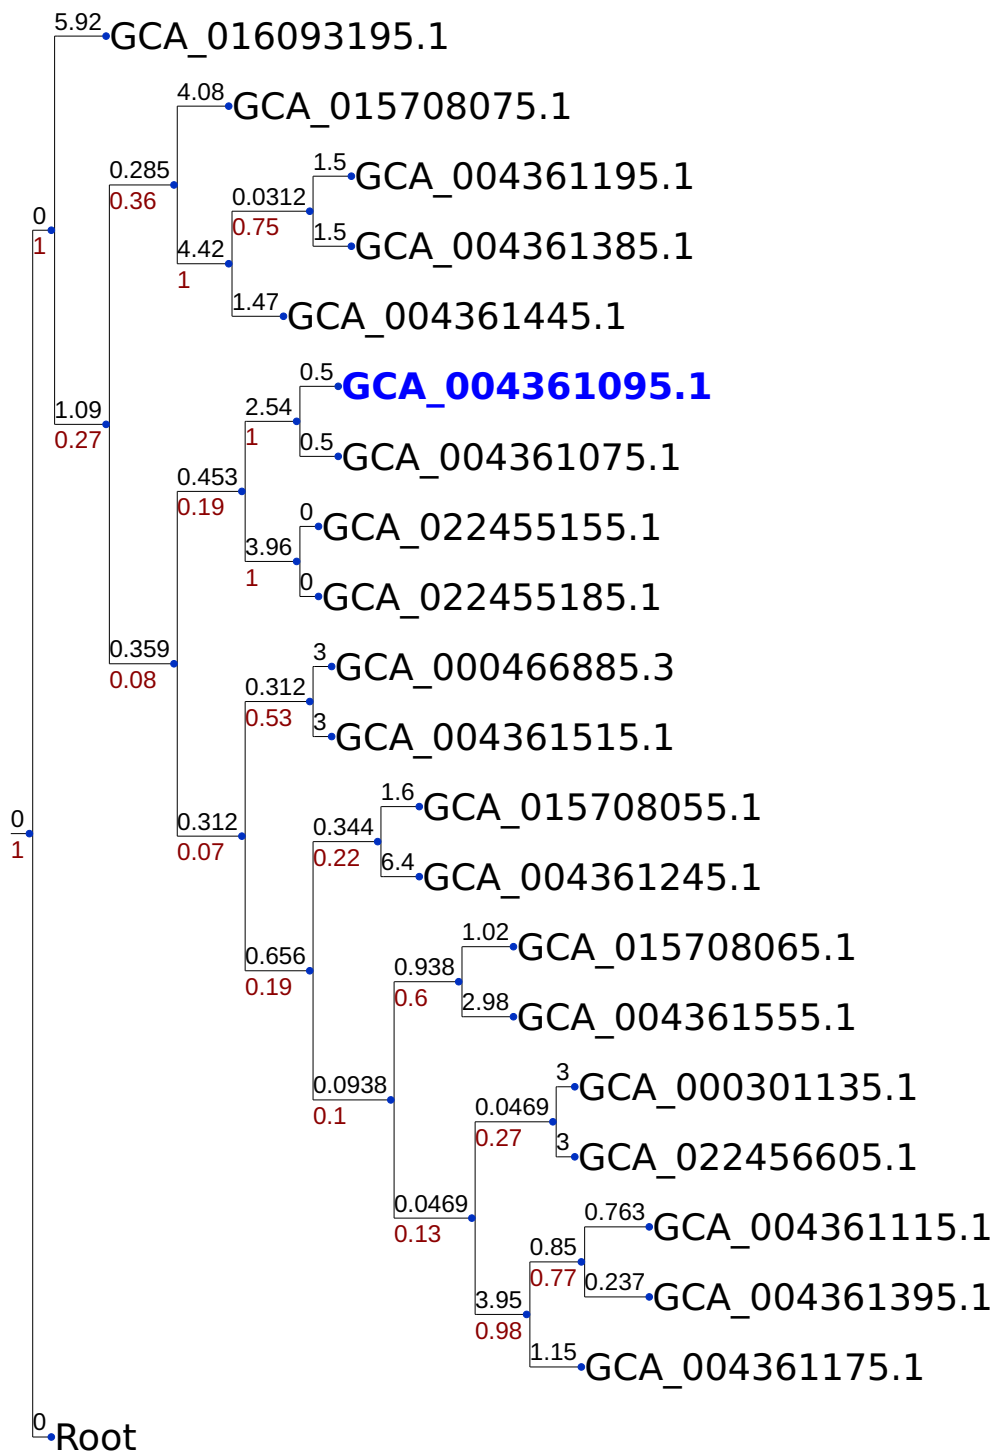 5.92 GCA_016093195.1
4.08 GCA_015708075.1
0.285 1.5 GCA_004361195.1
0.36 0.0312
0 0.75
1 4.42 1.5 GCA_004361385.1
1 1.47 GCA_004361445.1
0.5 GCA_004361095.1
1.09 2.54
0.27 1 0.5 GCA_004361075.1
0.453
0.19 0 GCA_022455155.1
3.96
1 0 GCA_022455185.1
0.359 3 GCA_000466885.3
0.08 0.312
0.53 3 GCA_004361515.1
1.6 GCA_015708055.1
0 0.312 0.344
1 0.07 0.22 6.4 GCA_004361245.1
1.02 GCA_015708065.1
0.656 0.938
0.19 0.6 2.98 GCA_004361555.1
0.0938 3 GCA_000301135.1
0.1 0.0469
0.27 3 GCA_022456605.1
0.0469 0.763 GCA_004361115.1
0.13 0.85
0.77 0.237 GCA_004361395.1
3.95
0.98 1.15 GCA_004361175.1
0 Root